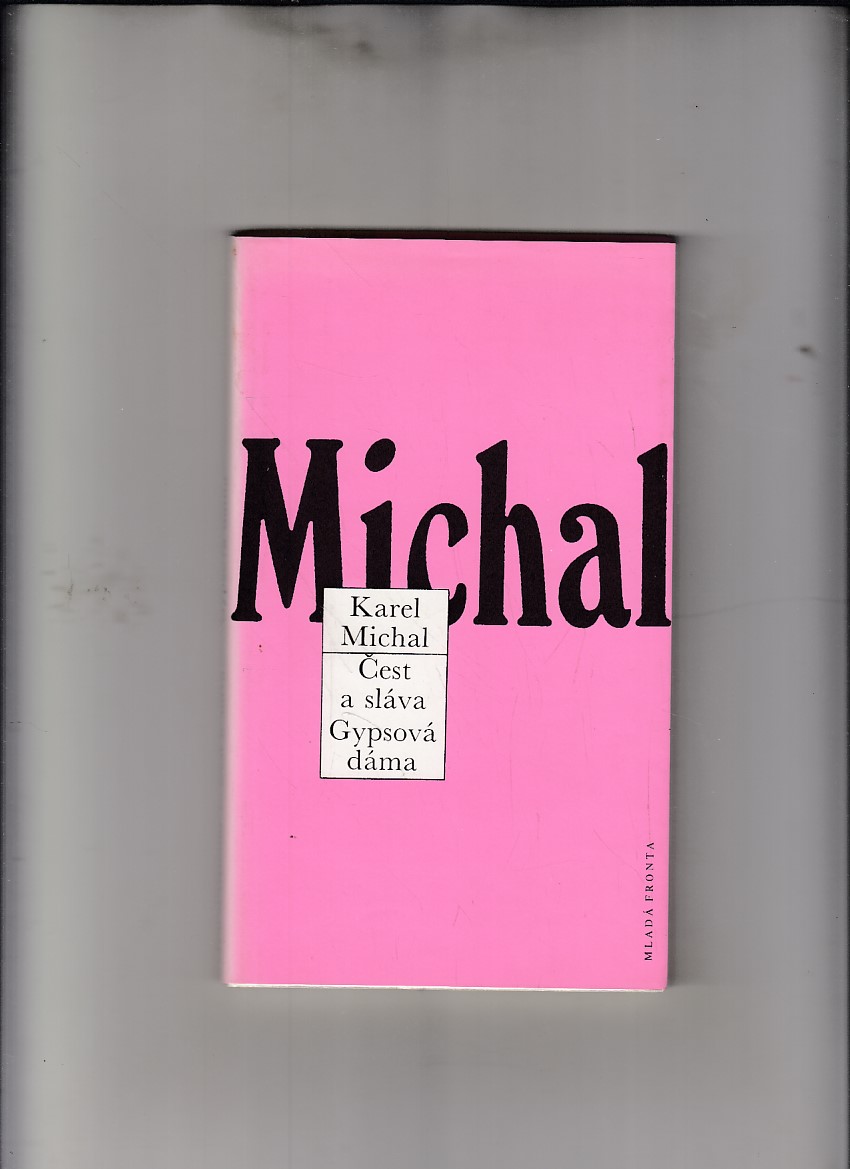 Michal
Karel
Michal
Čest
a sláva
Gypsová
dáma
MLADÁ FRONTA